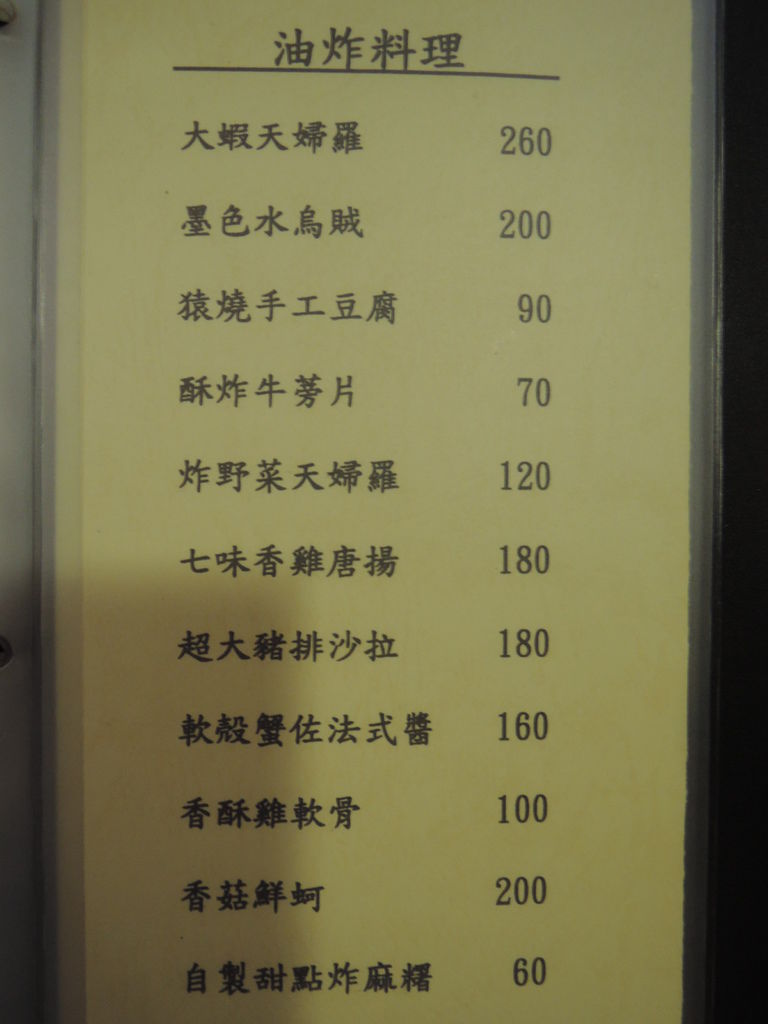 油炸料理
大蝦天婦羅 260
墨色水烏賊 200
猿燒手工豆腐 90
酥炸牛蒡片 70
炸野菜天婦羅 120
七味香雞唐揚 180
超大豬排沙拉 180
軟殼蟹佐法式醬 160
香酥雞軟骨 100
香菇鮮蚵 200
自製甜點炸麻糬 60